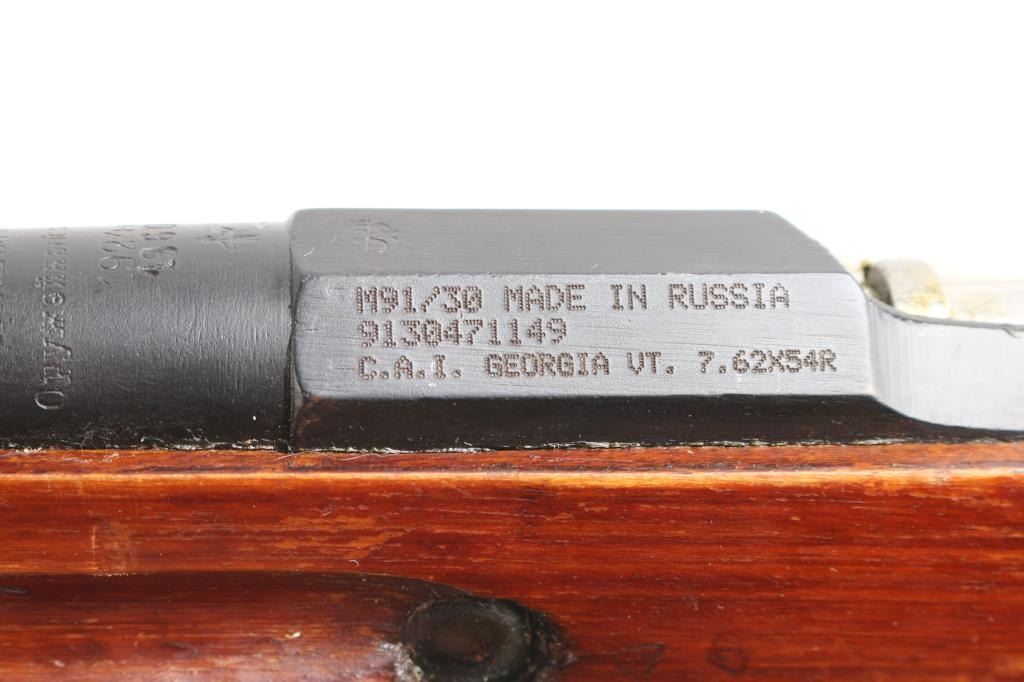 M91/30 MADE IN RUSSIA
9130471149
C.A.I. GEORGIA VT. 7.62X54R